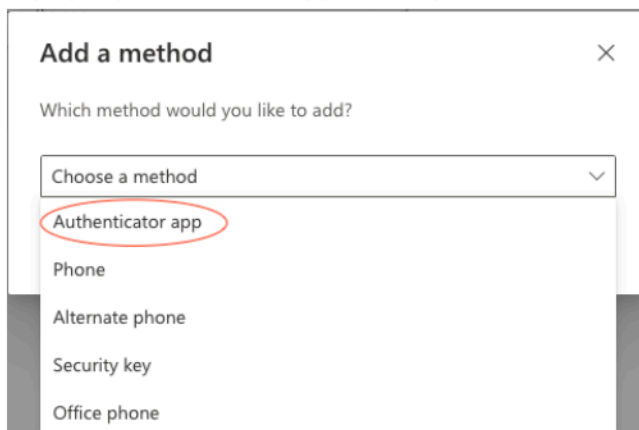 Add a method
Which method would you like to add?
Choose a method
Authenticator app
Phone
Alternate phone
Security key
Office phone